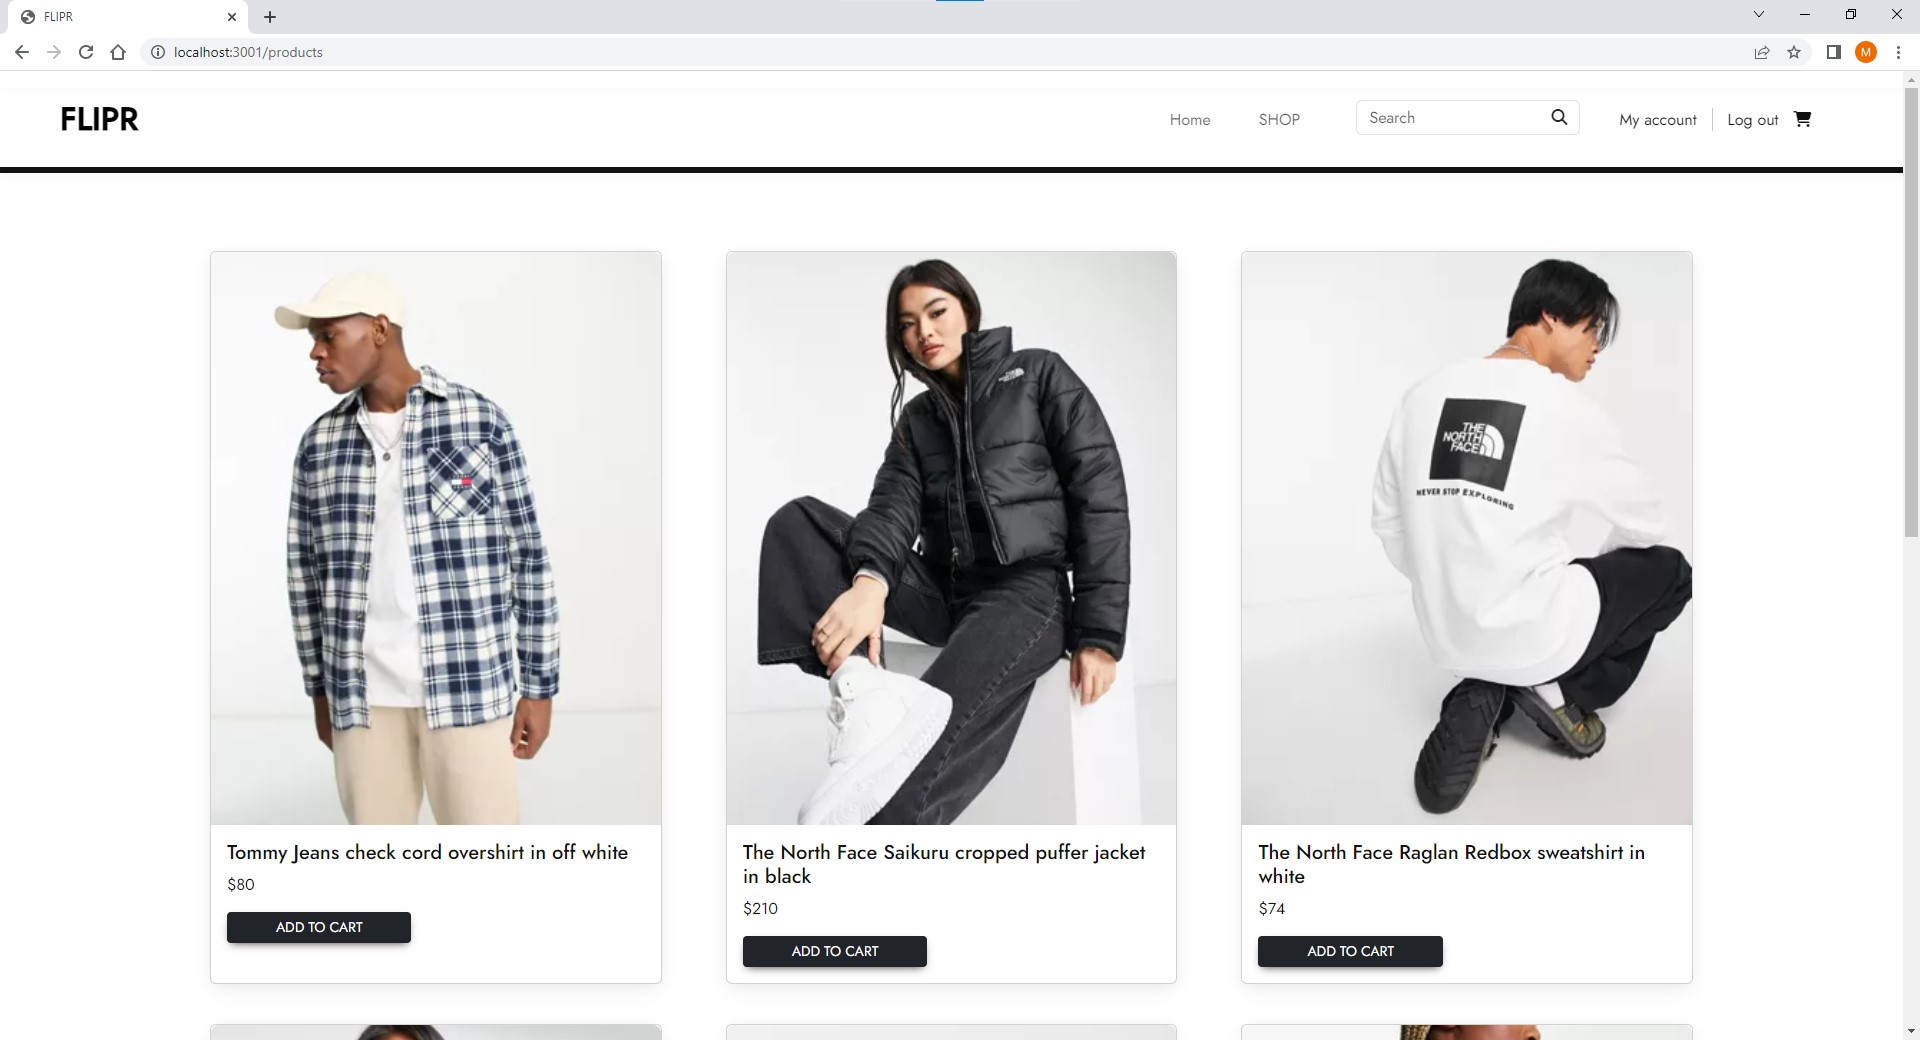 FLIPR
localhost:3001/products
M
FLIPR
Home
SHOP
Search
My account
Log out
THE
NORTH
FACE
NEVER STOP EXPLORING
Tommy Jeans check cord overshirt in off white
$80
ADD TO CART
The North Face Saikuru cropped puffer jacket
in black
$210
ADD TO CART
The North Face Raglan Redbox sweatshirt in
white
$74
ADD TO CART